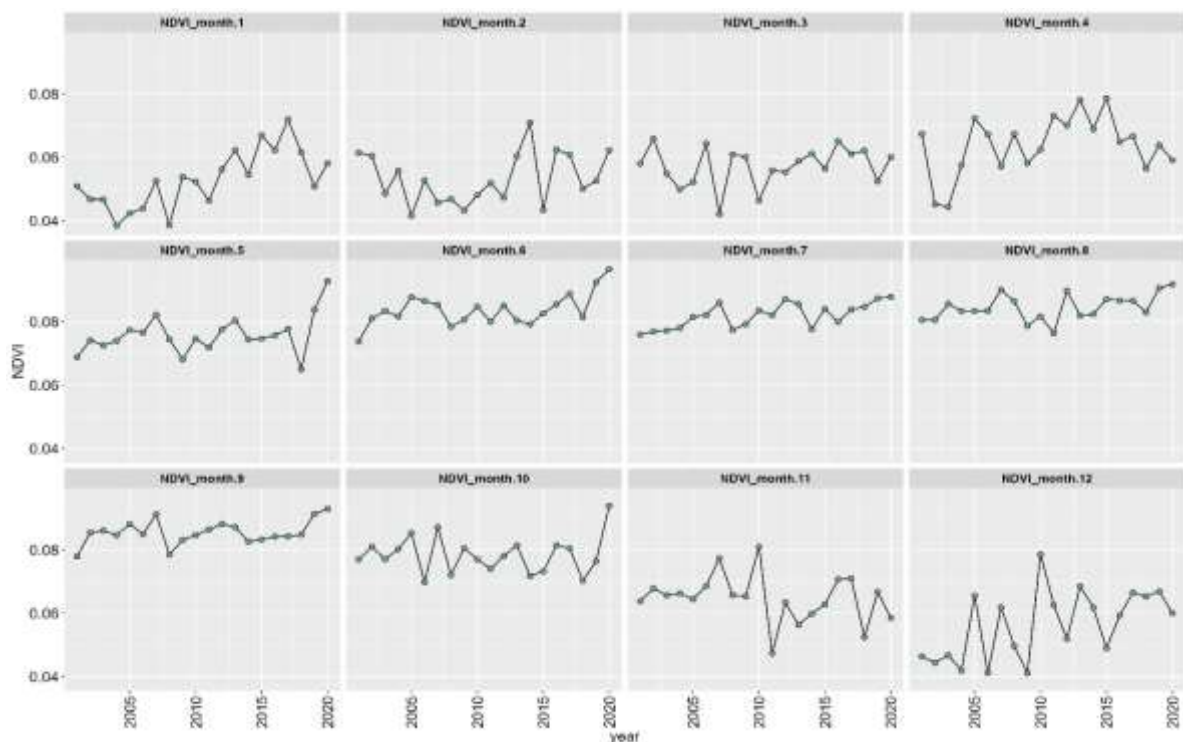 NDVI_month.1 NDVI_month.2 NDVI_month.3 NDVI_month.4
0.08
0.06
0.04
NDVI_month.5 NDVI_month.6 NDVI_month.7 NDVI_month.8
0.08
0.06
0.04
NDVI
NDVI_month.9 NDVI_month.10 NDVI_month.11 NDVI_month.12
0.08
0.06
0.04
2005 2010 2015 2020 2005 2010 2015 2020 2005 2010 2015 2020 2005 2010 2015 2020
year